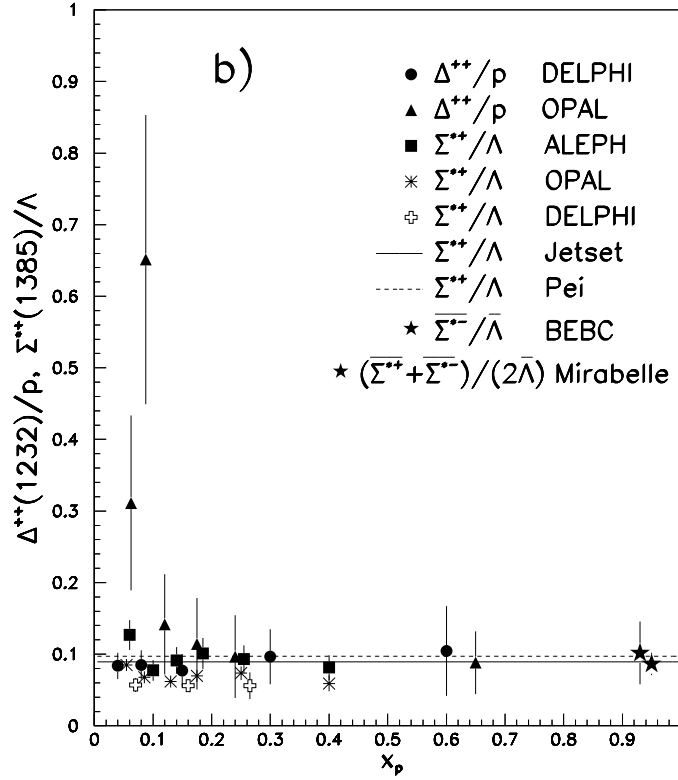 b)
Δ⁺⁺/p DELPHI
Δ⁺⁺/p OPAL
Σ*⁺/Λ ALEPH
Σ*⁺/Λ OPAL
Σ*⁺/Λ DELPHI
Σ*⁺/Λ Jetset
Σ*⁺/Λ Pei
Σ̅*̅⁻̅/Λ̅ BEBC
(Σ̅*̅⁺̅+Σ̅*̅⁻̅)/(2Λ̅) Mirabelle
Δ⁺⁺(1232)/p, Σ*⁺(1385)/Λ
1
0.9
0.8
0.7
0.6
0.5
0.4
0.3
0.2
0.1
0
0 0.1 0.2 0.3 0.4 0.5 0.6 0.7 0.8 0.9
xₚ